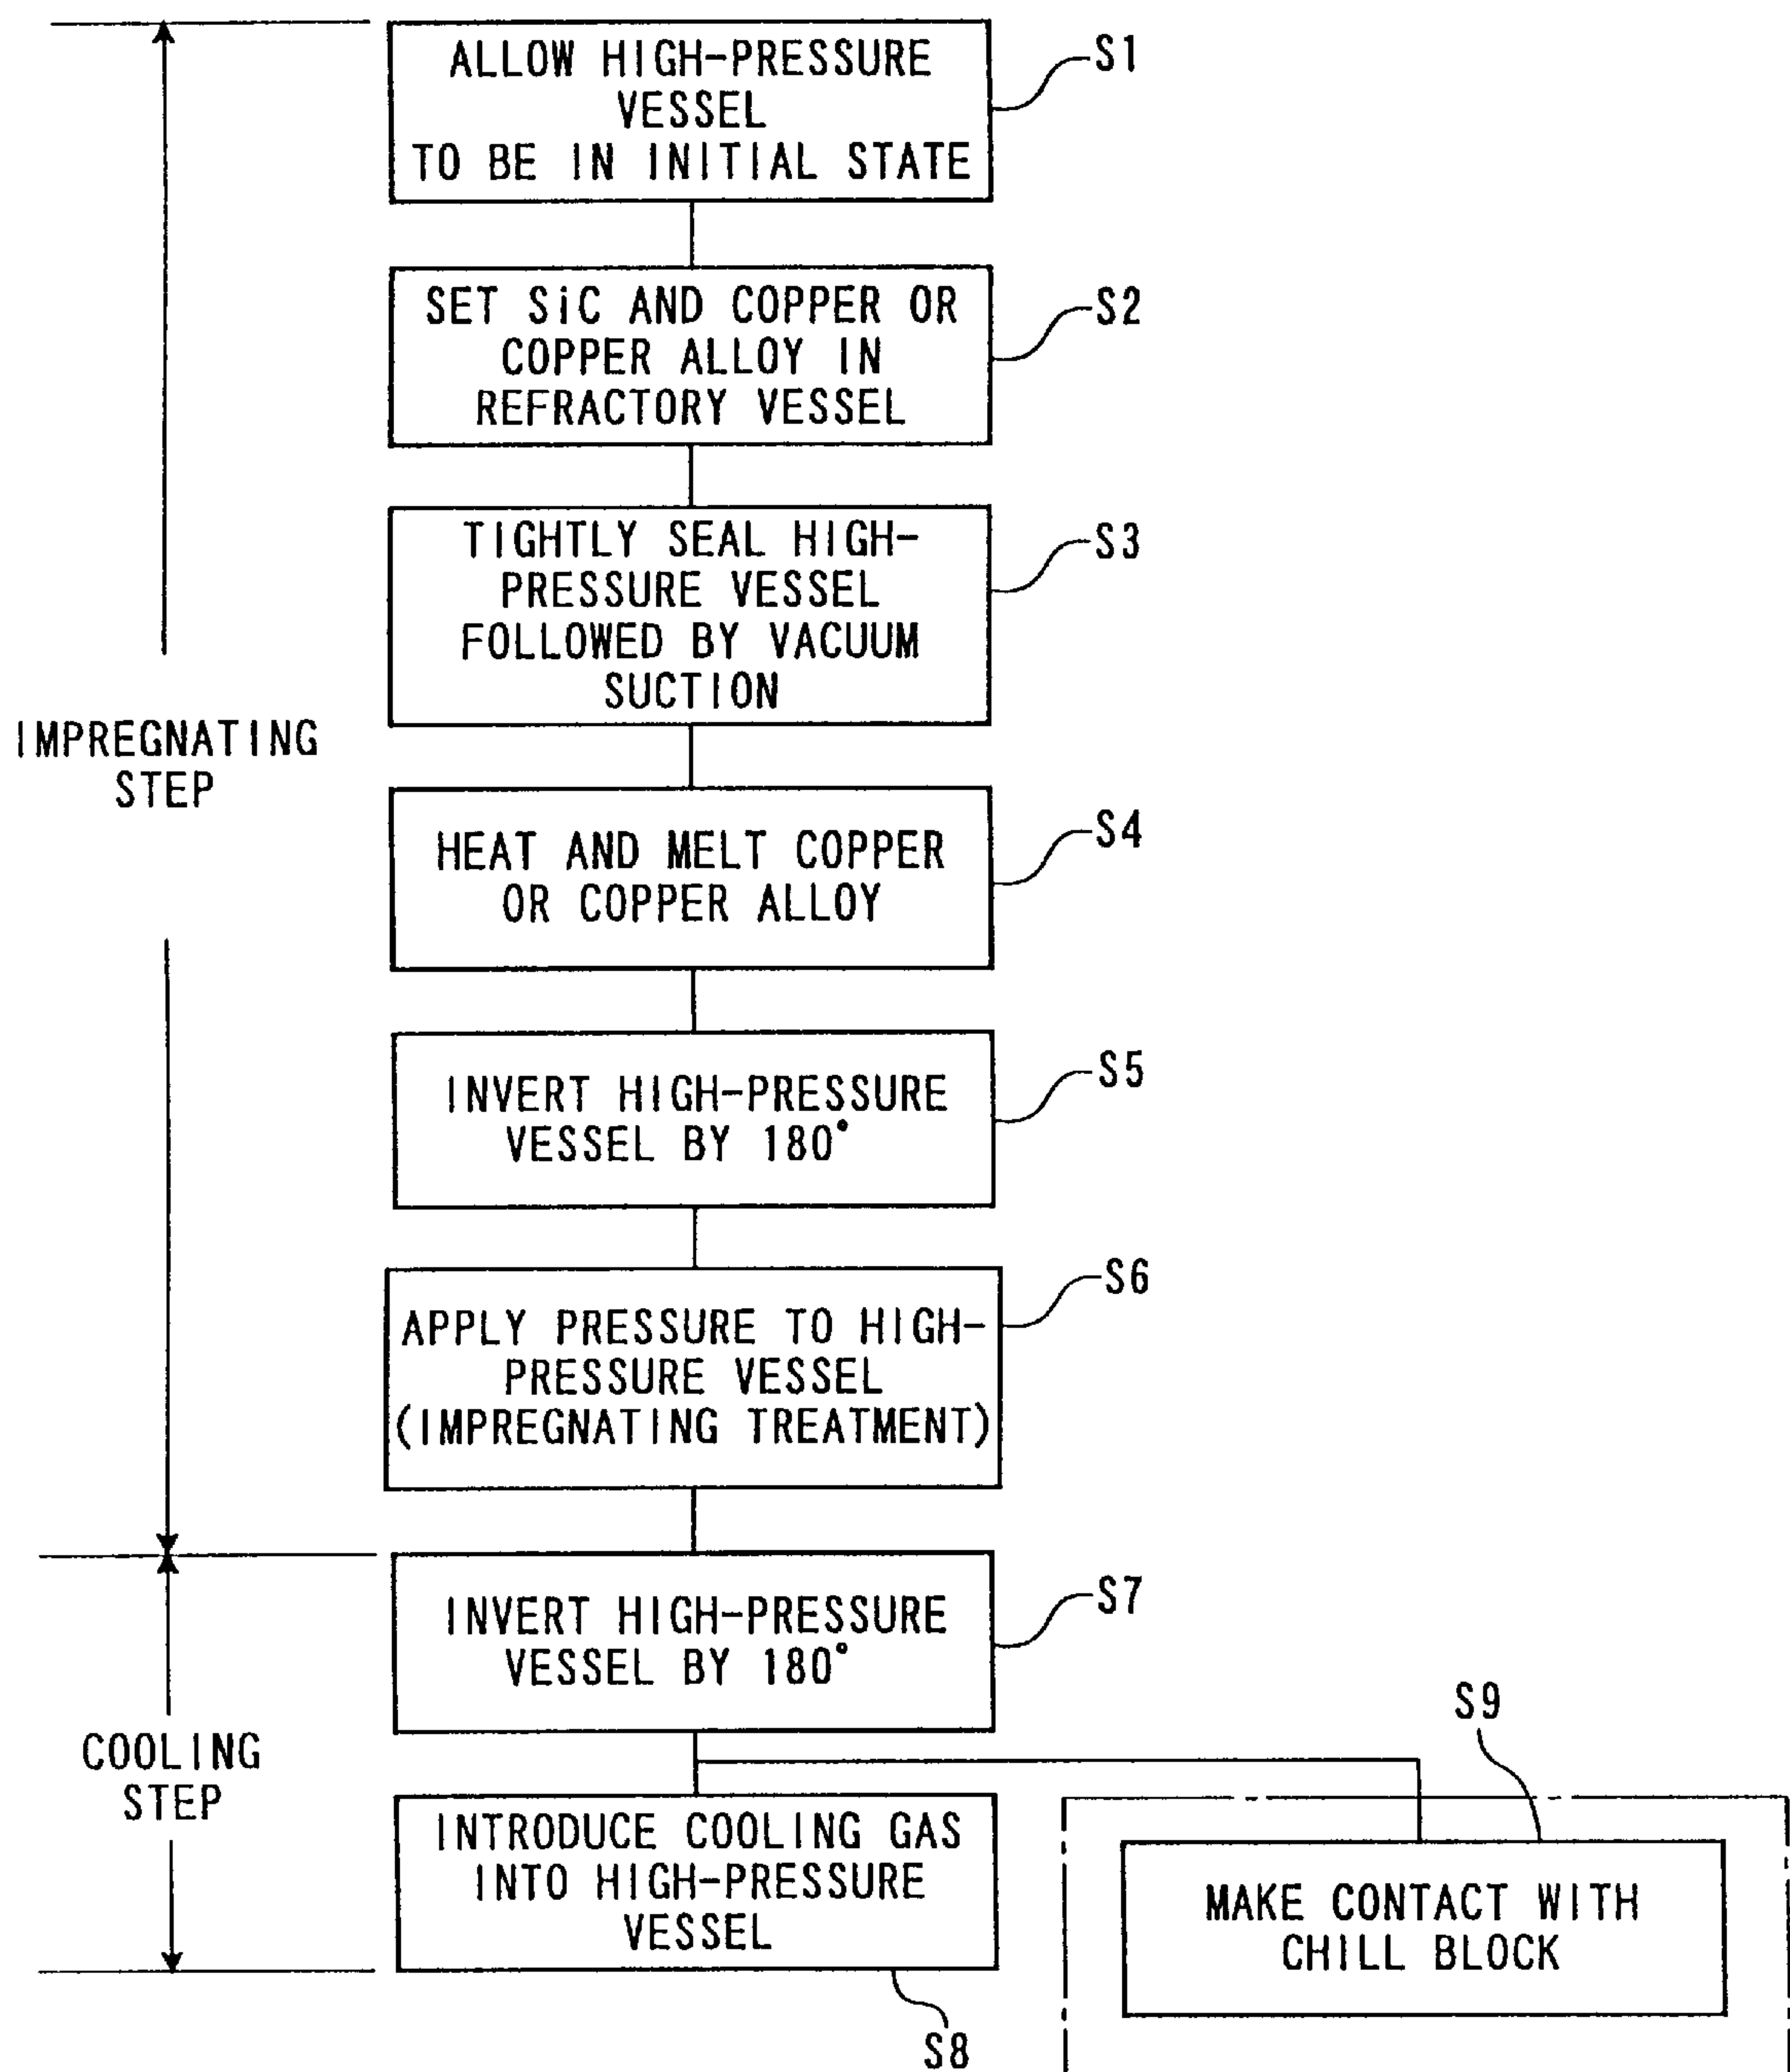 ALLOW HIGH-PRESSURE
VESSEL
TO BE IN INITIAL STATE
S1
SET SiC AND COPPER OR
COPPER ALLOY IN
REFRACTORY VESSEL
S2
TIGHTLY SEAL HIGH-
PRESSURE VESSEL
FOLLOWED BY VACUUM
SUCTION
S3
IMPREGNATING
STEP
HEAT AND MELT COPPER
OR COPPER ALLOY
S4
INVERT HIGH-PRESSURE
VESSEL BY 180°
S5
APPLY PRESSURE TO HIGH-
PRESSURE VESSEL
(IMPREGNATING TREATMENT)
S6
INVERT HIGH-PRESSURE
VESSEL BY 180°
S7
COOLING
STEP
INTRODUCE COOLING GAS
INTO HIGH-PRESSURE
VESSEL
S8
S9
MAKE CONTACT WITH
CHILL BLOCK